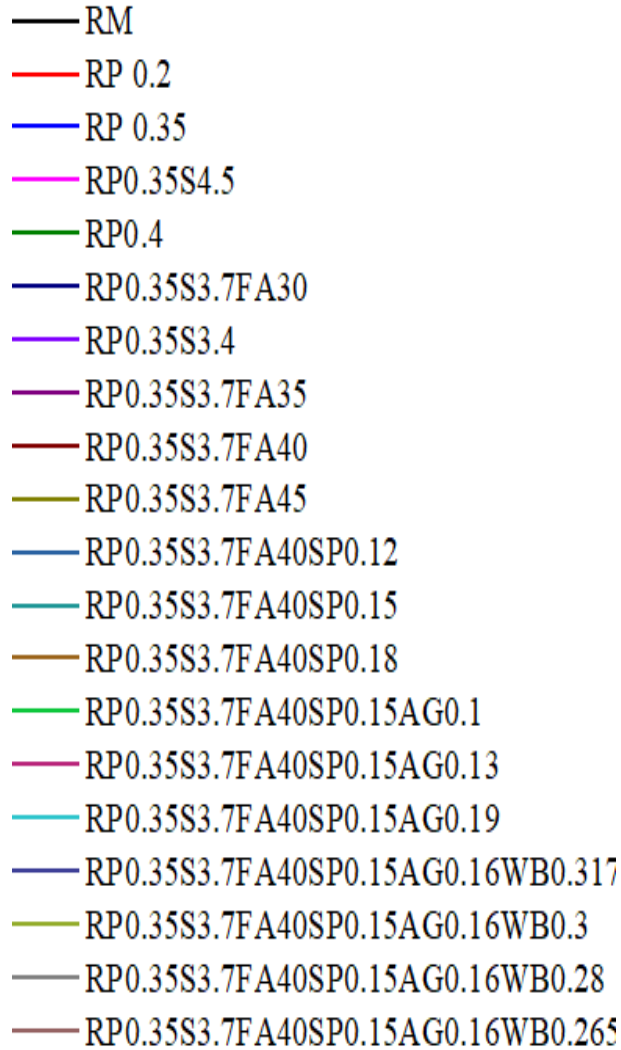 RM
RP 0.2
RP 0.35
RP0.35S4.5
RP0.4
RP0.35S3.7FA30
RP0.35S3.4
RP0.35S3.7FA35
RP0.35S3.7FA40
RP0.35S3.7FA45
RP0.35S3.7FA40SP0.12
RP0.35S3.7FA40SP0.15
RP0.35S3.7FA40SP0.18
RP0.35S3.7FA40SP0.15AG0.1
RP0.35S3.7FA40SP0.15AG0.13
RP0.35S3.7FA40SP0.15AG0.19
RP0.35S3.7FA40SP0.15AG0.16WB0.317
RP0.35S3.7FA40SP0.15AG0.16WB0.3
RP0.35S3.7FA40SP0.15AG0.16WB0.28
RP0.35S3.7FA40SP0.15AG0.16WB0.265